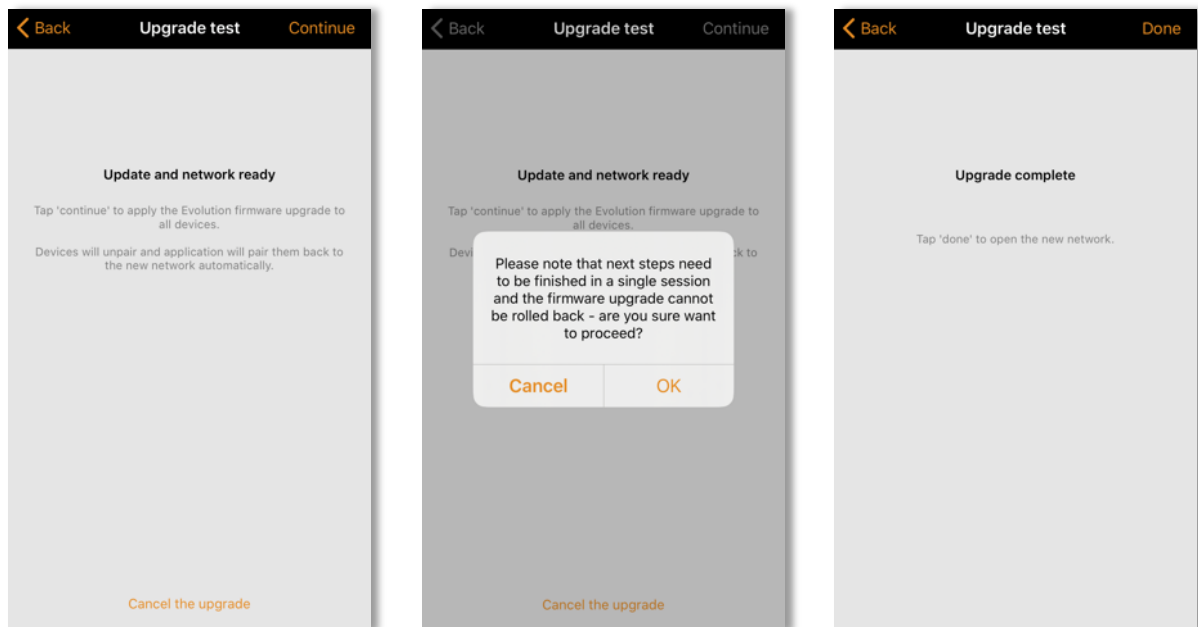 Back Upgrade test Continue
Update and network ready
Tap 'continue' to apply the Evolution firmware upgrade to
all devices.
Devices will unpair and application will pair them back to
the new network automatically.
Cancel the upgrade
Back Upgrade test Continue
Update and network ready
Tap 'continue' to apply the Evolution firmware upgrade to
all devices.
Devi ck to
Please note that next steps need
to be finished in a single session
and the firmware upgrade cannot
be rolled back - are you sure want
to proceed?
Cancel OK
Cancel the upgrade
Back Upgrade test Done
Upgrade complete
Tap 'done' to open the new network.